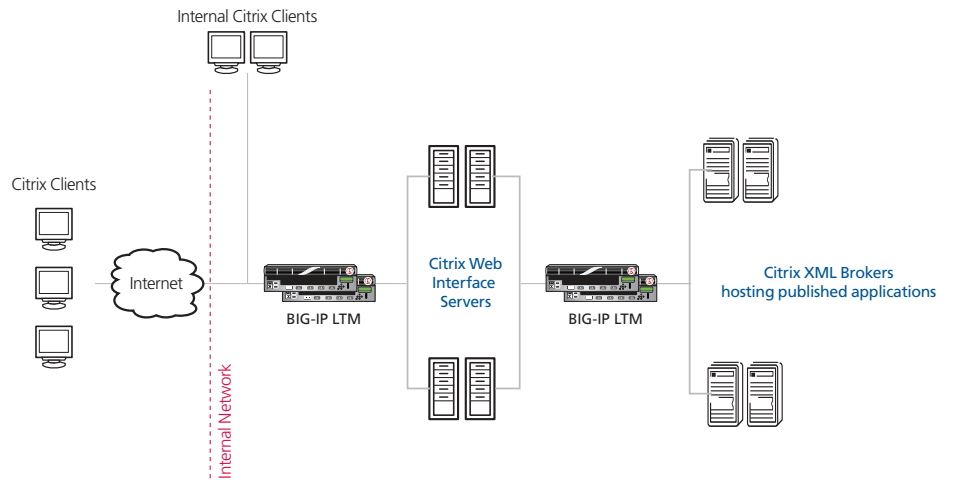 Internal Citrix Clients
Citrix Clients
Internet
Internal Network
BIG-IP LTM
Citrix Web
Interface
Servers
BIG-IP LTM
Citrix XML Brokers
hosting published applications